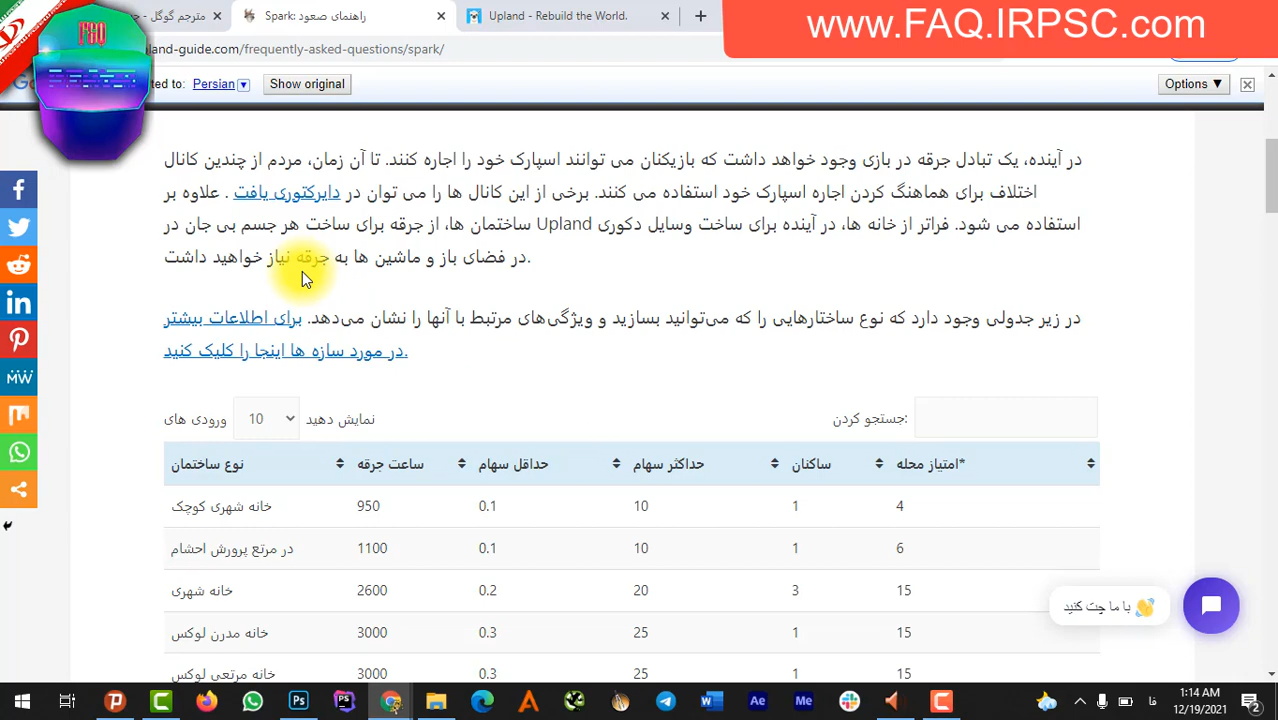 مترجم گوگل - ج
Spark: راهنمای صعود
Upland - Rebuild the World.
www.FAQ.IRPSC.com
land-guide.com/frequently-asked-questions/spark/
FAQ
ted to: Persian
Show original
Options ▼
در آینده، یک تبادل جرقه در بازی وجود خواهد داشت که بازیکنان می توانند اسپارک خود را اجاره کنند. تا آن زمان، مردم از چندین کانال
اختلاف برای هماهنگ کردن اجاره اسپارک خود استفاده می کنند. برخی از این کانال ها را می توان در دایرکتوری یافت . علاوه بر
استفاده می شود. فراتر از خانه ها، در آینده برای ساخت وسایل دکوری Upland ساختمان ها، از جرقه برای ساخت هر جسم بی جان در
در فضای باز و ماشین ها به جرقه نیاز خواهید داشت.
در زیر جدولی وجود دارد که نوع ساختارهایی را که می‌توانید بسازید و ویژگی‌های مرتبط با آنها را نشان می‌دهد. برای اطلاعات بیشتر
در مورد سازه ها اینجا را کلیک کنید.
ورودی های 10 نمایش دهید
جستجو کردن:
نوع ساختمان ساعت جرقه حداقل سهام حداکثر سهام ساکنان امتیاز محله*
خانه شهری کوچک 950 0.1 10 1 4
در مرتع پرورش احشام 1100 0.1 10 1 6
خانه شهری 2600 0.2 20 3 15
خانه مدرن لوکس 3000 0.3 25 1 15
خانه مرتعی لوکس 3000 0.3 25 1 15
با ما چت کنید
MW
1:14 AM
12/19/2021
فا
2